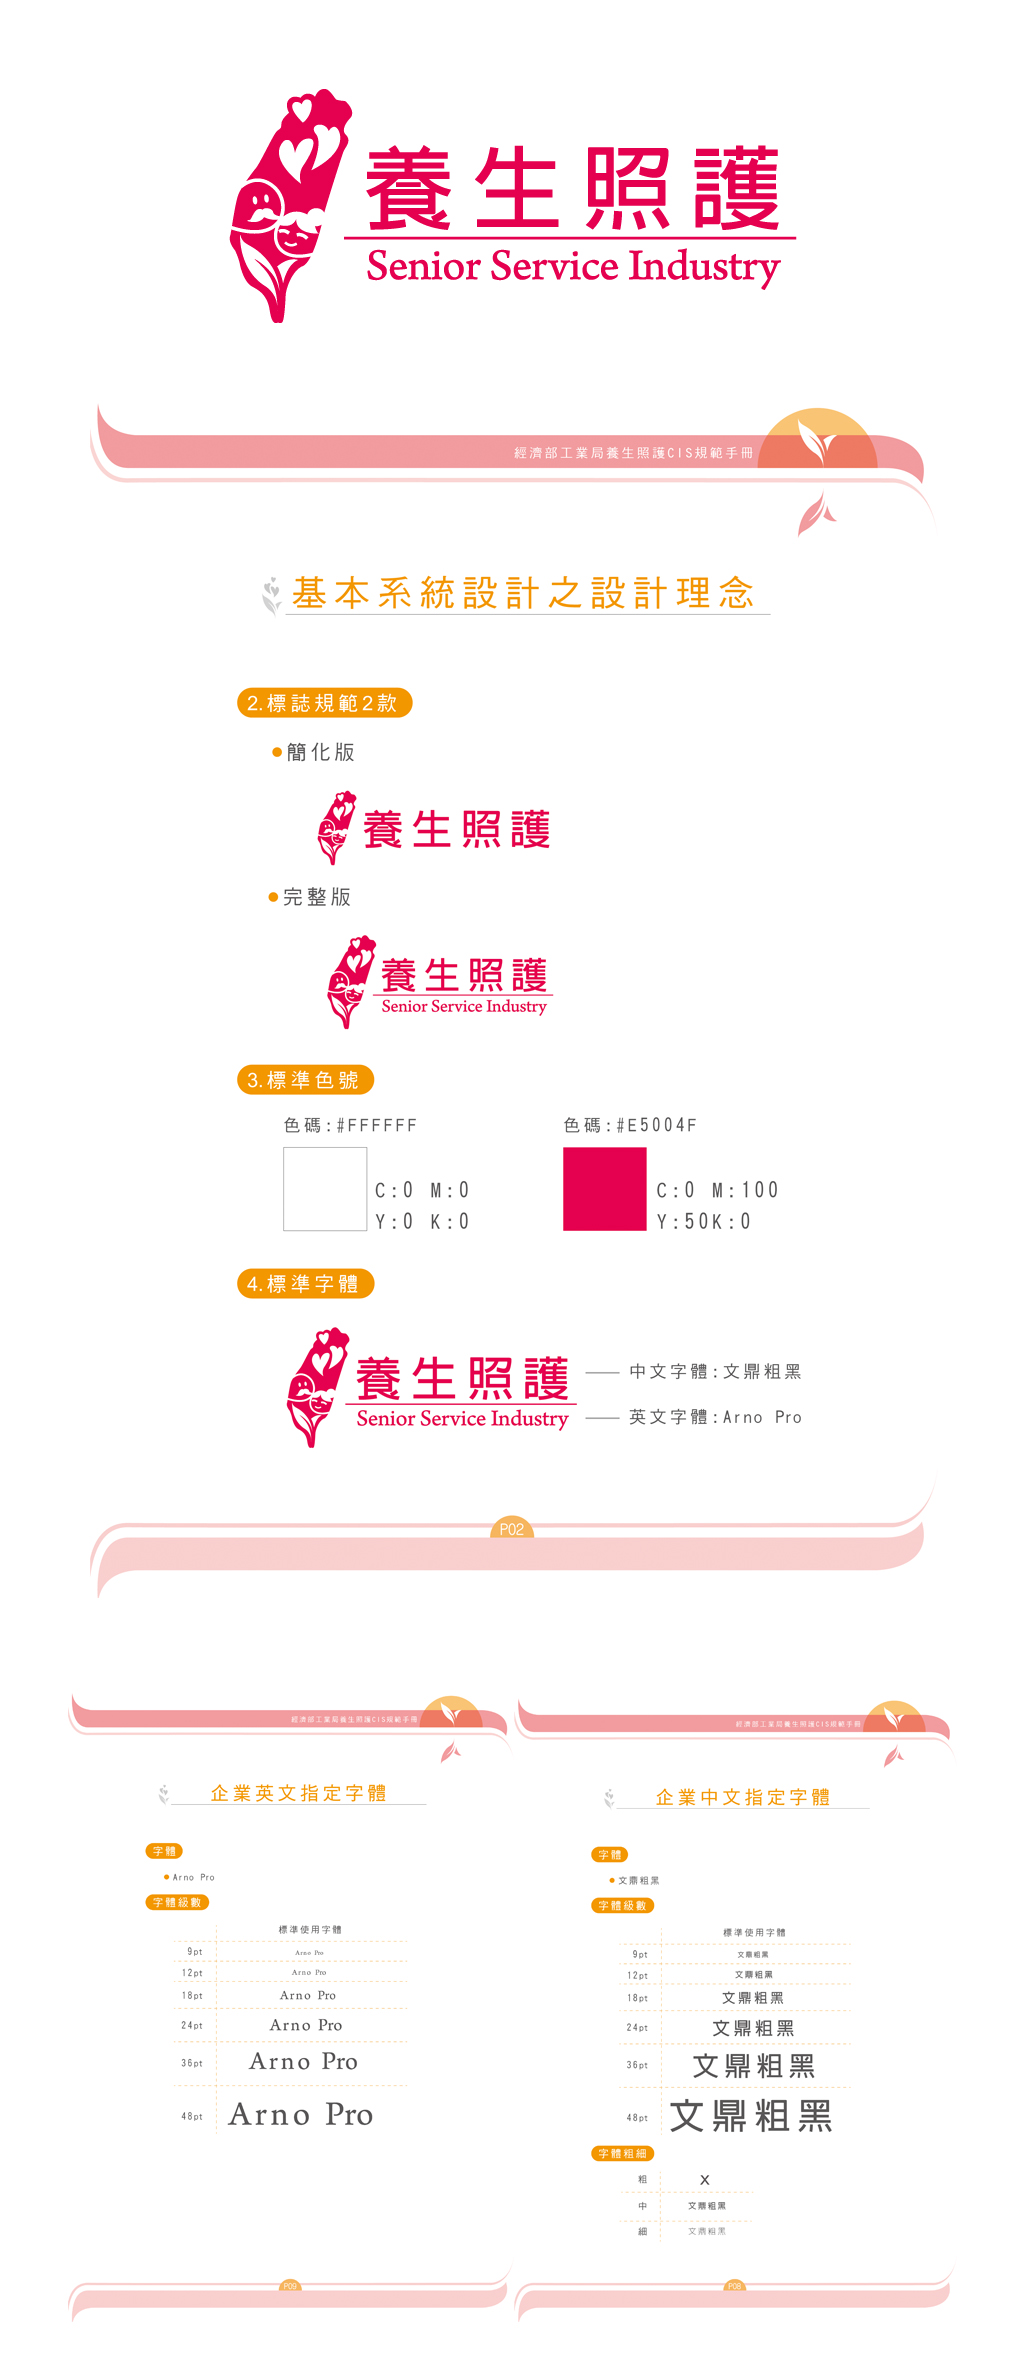 養生照護
Senior Service Industry
經濟部工業局養生照護CIS規範手冊
基本系統設計之設計理念
2.標誌規範2款
簡化版
養生照護
完整版
養生照護
Senior Service Industry
3.標準色號
色碼:#FFFFFF
C:0 M:0
Y:0 K:0
色碼:#E5004F
C:0 M:100
Y:50K:0
4.標準字體
養生照護
Senior Service Industry
中文字體:文鼎粗黑
英文字體:Arno Pro
P02
經濟部工業局養生照護CIS規範手冊
企業英文指定字體
字體
Arno Pro
字體級數
標準使用字體
9pt Arno Pro
12pt Arno Pro
18pt Arno Pro
24pt Arno Pro
36pt Arno Pro
48pt Arno Pro
P09
經濟部工業局養生照護CIS規範手冊
企業中文指定字體
字體
文鼎粗黑
字體級數
標準使用字體
9pt 文鼎粗黑
12pt 文鼎粗黑
18pt 文鼎粗黑
24pt 文鼎粗黑
36pt 文鼎粗黑
48pt 文鼎粗黑
字體粗細
粗 X
中 文鼎粗黑
細 文鼎粗黑
P08